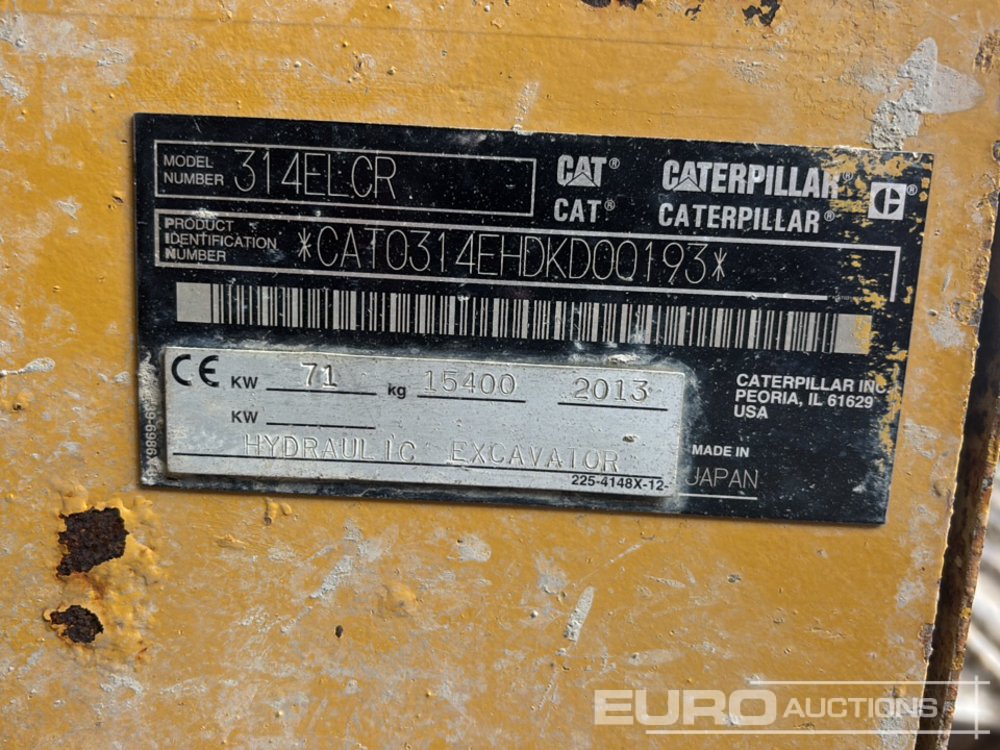 MODEL NUMBER 314ELCR
CAT® CATERPILLAR
CAT® CATERPILLAR®
PRODUCT IDENTIFICATION NUMBER *CAT0314EHDKD00193*
CE KW 71 kg 15400 2013
KW
HYDRAULIC EXCAVATOR
225-4148X-12-
CATERPILLAR INC
PEORIA, IL 61629
USA
MADE IN
JAPAN
EURO AUCTIONS